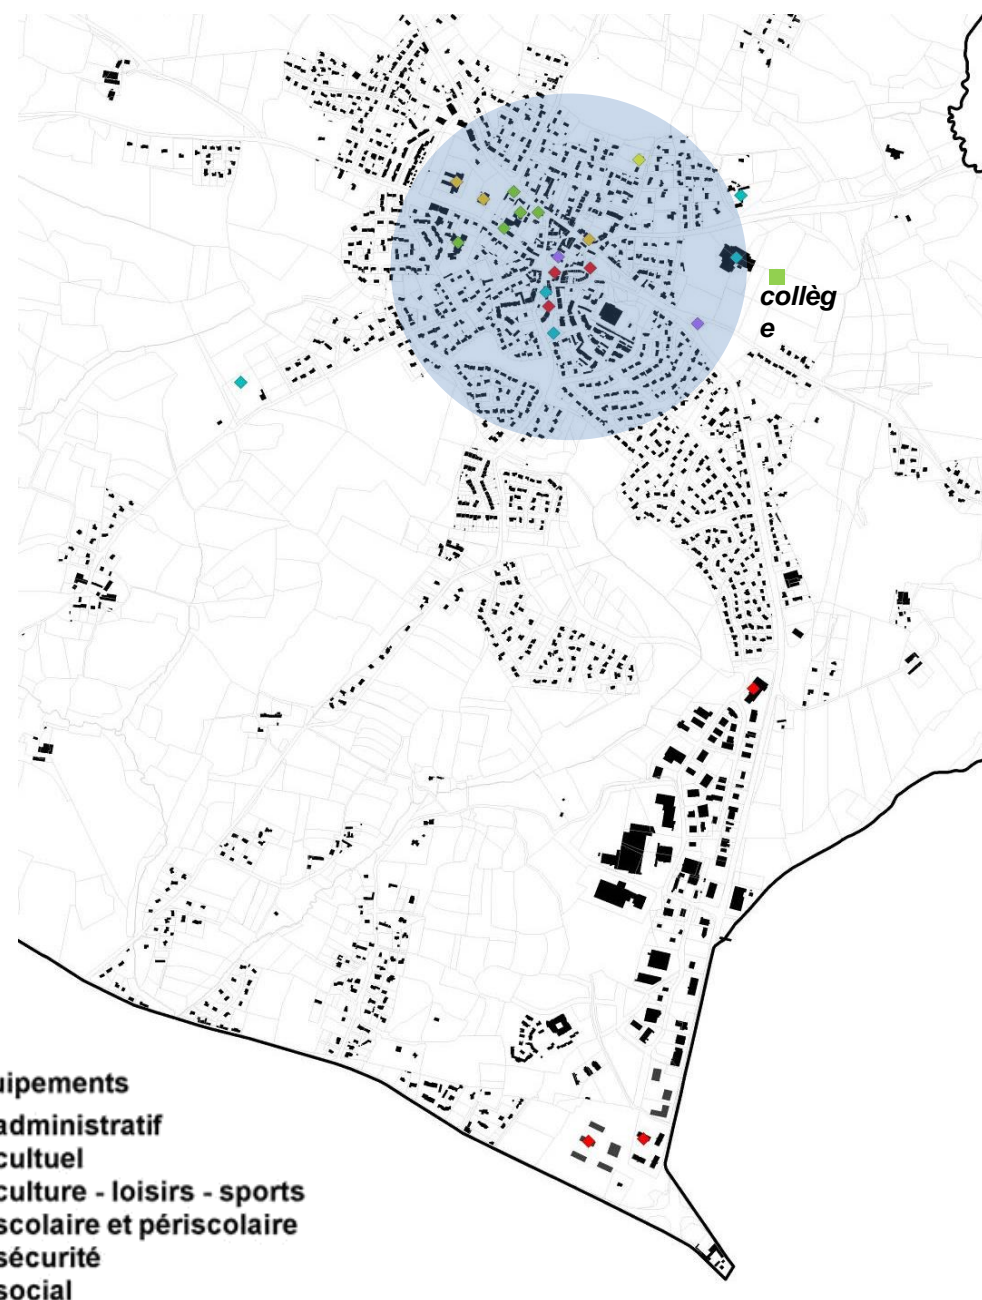 collèg
e
uipements
administratif
cultuel
culture - loisirs - sports
scolaire et périscolaire
sécurité
social